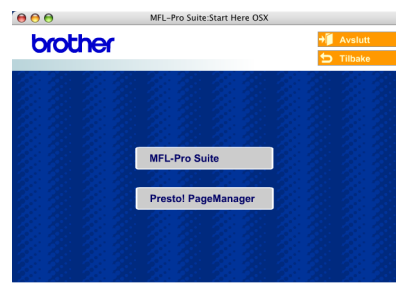 MFL-Pro Suite:Start Here OSX
brother
Avslutt
Tilbake
MFL-Pro Suite
Presto! PageManager